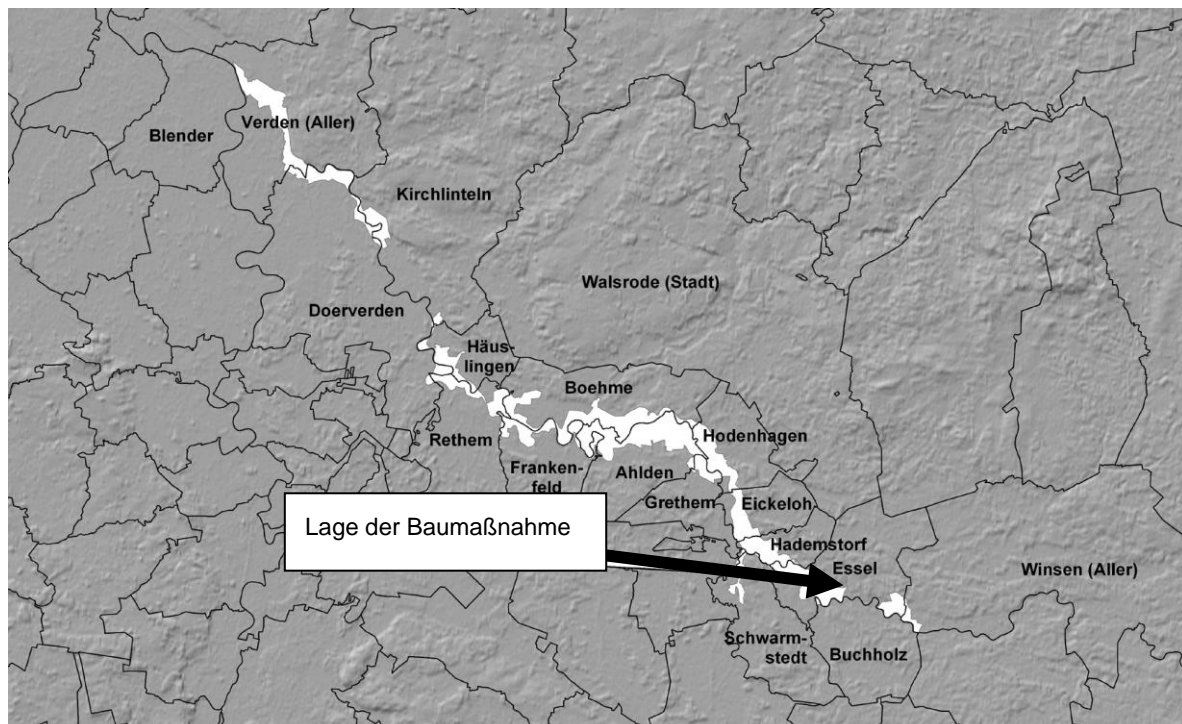 Verden (Aller)
Blender
Kirchlinteln
Walsrode (Stadt)
Doerverden
Häus-
lingen
Boehme
Rethem
Hodenhagen
Franken-
feld
Ahlden
Grethem
Eickeloh
Lage der Baumaßnahme
Hademstorf
Essel
Winsen (Aller)
Schwarm-
stedt
Buchholz